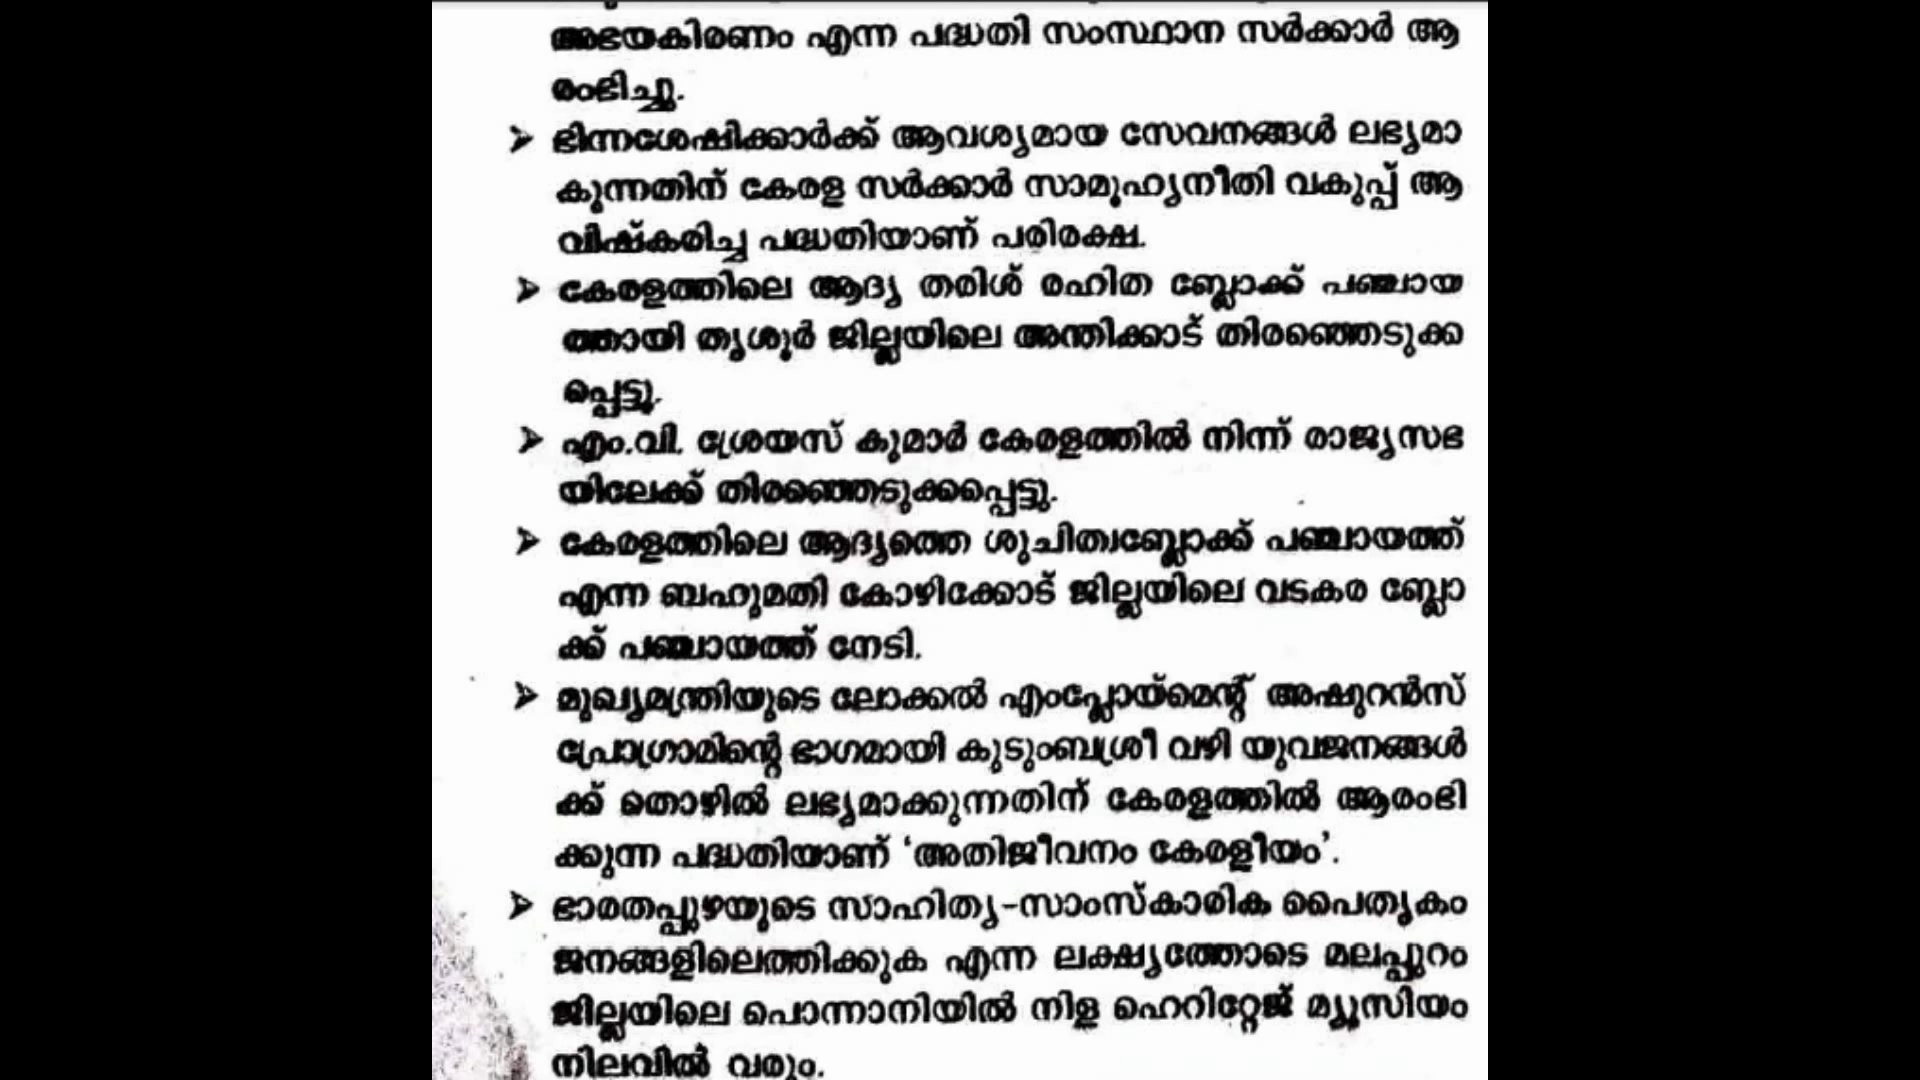 അഭയകിരണം എന്ന പദ്ധതി സംസ്ഥാന സർക്കാർ ആ
രംഭിച്ചു.
➢ ഭിന്നശേഷിക്കാർക്ക് ആവശ്യമായ സേവനങ്ങൾ ലഭ്യമാ
കുന്നതിന് കേരള സർക്കാർ സാമൂഹ്യനീതി വകുപ്പ് ആ
വിഷ്കരിച്ച പദ്ധതിയാണ് പരിരക്ഷ.
➢ കേരളത്തിലെ ആദ്യ തരിശ് രഹിത ബ്ലോക്ക് പഞ്ചായ
ത്തായി തൃശൂർ ജില്ലയിലെ അന്തിക്കാട് തിരഞ്ഞെടുക്ക
പ്പെട്ടു.
➢ എം.വി. ശ്രേയസ് കുമാർ കേരളത്തിൽ നിന്ന് രാജ്യസഭ
യിലേക്ക് തിരഞ്ഞെടുക്കപ്പെട്ടു.
➢ കേരളത്തിലെ ആദ്യത്തെ ശുചിത്വബ്ലോക്ക് പഞ്ചായത്ത്
എന്ന ബഹുമതി കോഴിക്കോട് ജില്ലയിലെ വടകര ബ്ലോ
ക്ക് പഞ്ചായത്ത് നേടി.
➢ മുഖ്യമന്ത്രിയുടെ ലോക്കൽ എംപ്ലോയ്മെന്റ് അഷുറൻസ്
പ്രോഗ്രാമിന്റെ ഭാഗമായി കുടുംബശ്രീ വഴി യുവജനങ്ങൾ
ക്ക് തൊഴിൽ ലഭ്യമാക്കുന്നതിന് കേരളത്തിൽ ആരംഭി
ക്കുന്ന പദ്ധതിയാണ് ‘അതിജീവനം കേരളീയം’.
➢ ഭാരതപ്പുഴയുടെ സാഹിത്യ-സാംസ്കാരിക പൈതൃകം
ജനങ്ങളിലെത്തിക്കുക എന്ന ലക്ഷ്യത്തോടെ മലപ്പുറം
ജില്ലയിലെ പൊന്നാനിയിൽ നിള ഹെറിറ്റേജ് മ്യൂസിയം
നിലവിൽ വരും.